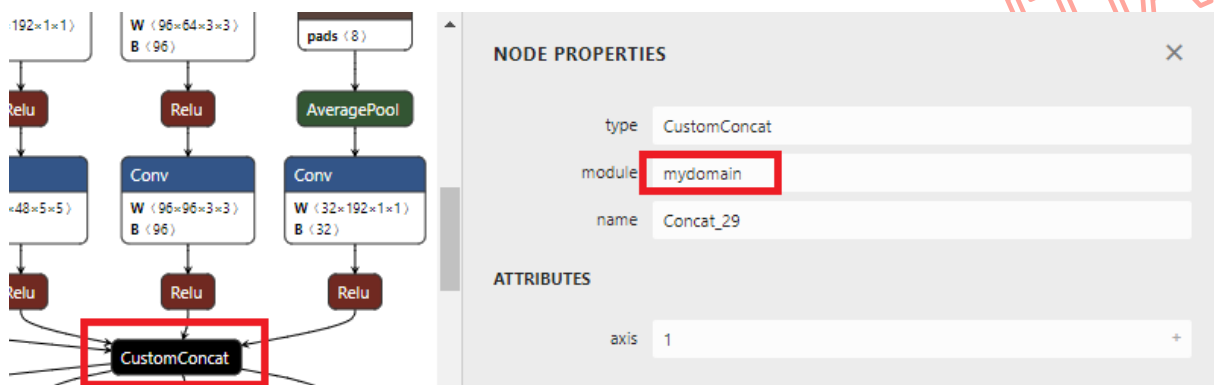 192×1×1⟩
W ⟨96×64×3×3⟩
B ⟨96⟩
pads ⟨8⟩
Relu
Relu
AveragePool
Conv
Conv
×48×5×5⟩
W ⟨96×96×3×3⟩
B ⟨96⟩
W ⟨32×192×1×1⟩
B ⟨32⟩
Relu
Relu
Relu
CustomConcat
NODE PROPERTIES
×
type CustomConcat
module mydomain
name Concat_29
ATTRIBUTES
axis 1 +